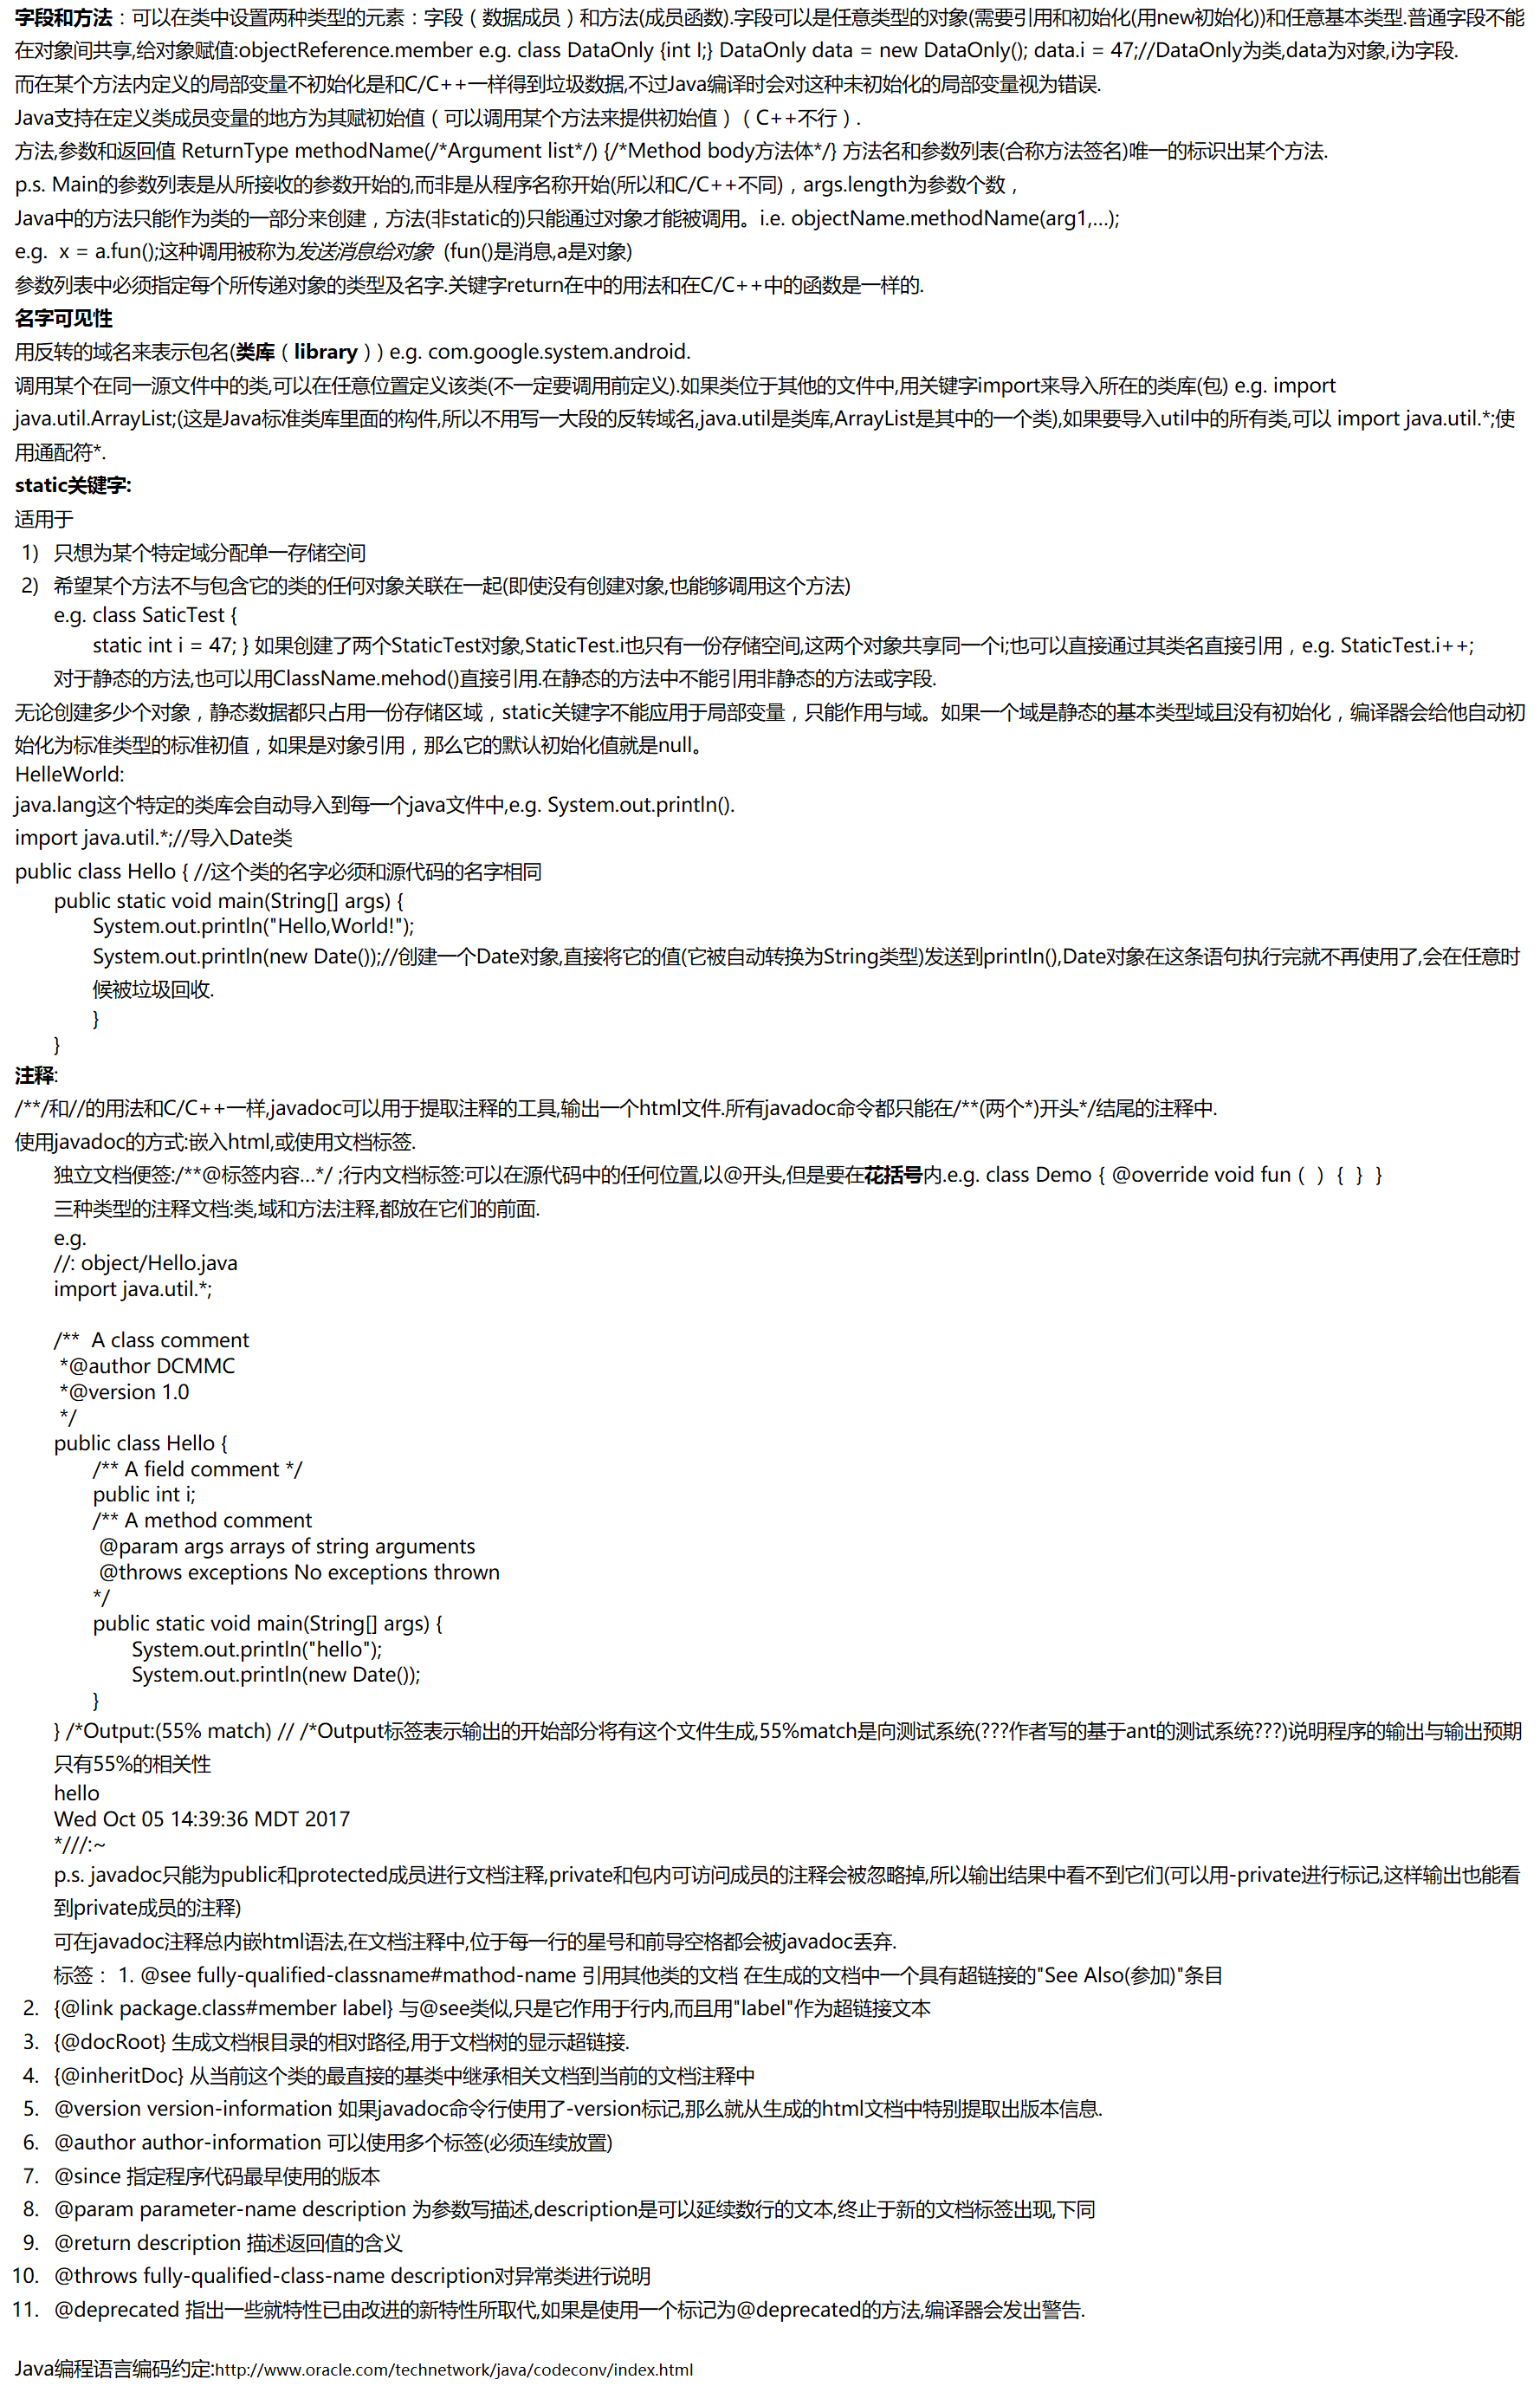 字段和方法：可以在类中设置两种类型的元素：字段（数据成员）和方法(成员函数).字段可以是任意类型的对象(需要引用和初始化(用new初始化))和任意基本类型.普通字段不能
在对象间共享,给对象赋值:objectReference.member e.g. class DataOnly {int I;} DataOnly data = new DataOnly(); data.i = 47;//DataOnly为类,data为对象,i为字段.
而在某个方法内定义的局部变量不初始化是和C/C++一样得到垃圾数据,不过Java编译时会对这种未初始化的局部变量视为错误.
Java支持在定义类成员变量的地方为其赋初始值（可以调用某个方法来提供初始值）（C++不行）.
方法,参数和返回值 ReturnType methodName(/*Argument list*/) {/*Method body方法体*/} 方法名和参数列表(合称方法签名)唯一的标识出某个方法.
p.s. Main的参数列表是从所接收的参数开始的,而非是从程序名称开始(所以和C/C++不同)，args.length为参数个数，
Java中的方法只能作为类的一部分来创建，方法(非static的)只能通过对象才能被调用。i.e. objectName.methodName(arg1,...);
e.g.  x = a.fun();这种调用被称为发送消息给对象  (fun()是消息,a是对象)
参数列表中必须指定每个所传递对象的类型及名字.关键字return在中的用法和在C/C++中的函数是一样的.
名字可见性
用反转的域名来表示包名(类库（library）) e.g. com.google.system.android.
调用某个在同一源文件中的类,可以在任意位置定义该类(不一定要调用前定义).如果类位于其他的文件中,用关键字import来导入所在的类库(包) e.g. import
java.util.ArrayList;(这是Java标准类库里面的构件,所以不用写一大段的反转域名,java.util是类库,ArrayList是其中的一个类),如果要导入util中的所有类,可以 import java.util.*;使
用通配符*.
static关键字:
适用于
1) 只想为某个特定域分配单一存储空间
2) 希望某个方法不与包含它的类的任何对象关联在一起(即使没有创建对象,也能够调用这个方法)
e.g. class SaticTest {
static int i = 47; } 如果创建了两个StaticTest对象,StaticTest.i也只有一份存储空间,这两个对象共享同一个i;也可以直接通过其类名直接引用，e.g. StaticTest.i++;
对于静态的方法,也可以用ClassName.mehod()直接引用.在静态的方法中不能引用非静态的方法或字段.
无论创建多少个对象，静态数据都只占用一份存储区域，static关键字不能应用于局部变量，只能作用与域。如果一个域是静态的基本类型域且没有初始化，编译器会给他自动初
始化为标准类型的标准初值，如果是对象引用，那么它的默认初始化值就是null。
HelleWorld:
java.lang这个特定的类库会自动导入到每一个java文件中,e.g. System.out.println().
import java.util.*;//导入Date类
public class Hello { //这个类的名字必须和源代码的名字相同
public static void main(String[] args) {
System.out.println("Hello,World!");
System.out.println(new Date());//创建一个Date对象,直接将它的值(它被自动转换为String类型)发送到println(),Date对象在这条语句执行完就不再使用了,会在任意时
候被垃圾回收.
}
}
注释:
/**/和//的用法和C/C++一样,javadoc可以用于提取注释的工具,输出一个html文件.所有javadoc命令都只能在/**(两个*)开头*/结尾的注释中.
使用javadoc的方式:嵌入html,或使用文档标签.
独立文档便签:/**@标签内容...*/ ;行内文档标签:可以在源代码中的任何位置,以@开头,但是要在花括号内.e.g. class Demo { @override void fun（ ）{  }  }
三种类型的注释文档:类,域和方法注释,都放在它们的前面.
e.g.
//: object/Hello.java
import java.util.*;
/**  A class comment
*@author DCMMC
*@version 1.0
*/
public class Hello {
/** A field comment */
public int i;
/** A method comment
@param args arrays of string arguments
@throws exceptions No exceptions thrown
*/
public static void main(String[] args) {
System.out.println("hello");
System.out.println(new Date());
}
} /*Output:(55% match) // /*Output标签表示输出的开始部分将有这个文件生成,55%match是向测试系统(???作者写的基于ant的测试系统???)说明程序的输出与输出预期
只有55%的相关性
hello
Wed Oct 05 14:39:36 MDT 2017
*///:~
p.s. javadoc只能为public和protected成员进行文档注释,private和包内可访问成员的注释会被忽略掉,所以输出结果中看不到它们(可以用-private进行标记,这样输出也能看
到private成员的注释)
可在javadoc注释总内嵌html语法,在文档注释中,位于每一行的星号和前导空格都会被javadoc丢弃.
标签： 1. @see fully-qualified-classname#mathod-name 引用其他类的文档 在生成的文档中一个具有超链接的"See Also(参加)"条目
2. {@link package.class#member label} 与@see类似,只是它作用于行内,而且用"label"作为超链接文本
3. {@docRoot} 生成文档根目录的相对路径,用于文档树的显示超链接.
4. {@inheritDoc} 从当前这个类的最直接的基类中继承相关文档到当前的文档注释中
5. @version version-information 如果javadoc命令行使用了-version标记,那么就从生成的html文档中特别提取出版本信息.
6. @author author-information 可以使用多个标签(必须连续放置)
7. @since 指定程序代码最早使用的版本
8. @param parameter-name description 为参数写描述,description是可以延续数行的文本,终止于新的文档标签出现,下同
9. @return description 描述返回值的含义
10. @throws fully-qualified-class-name description对异常类进行说明
11. @deprecated 指出一些就特性已由改进的新特性所取代,如果是使用一个标记为@deprecated的方法,编译器会发出警告.
Java编程语言编码约定:http://www.oracle.com/technetwork/java/codeconv/index.html